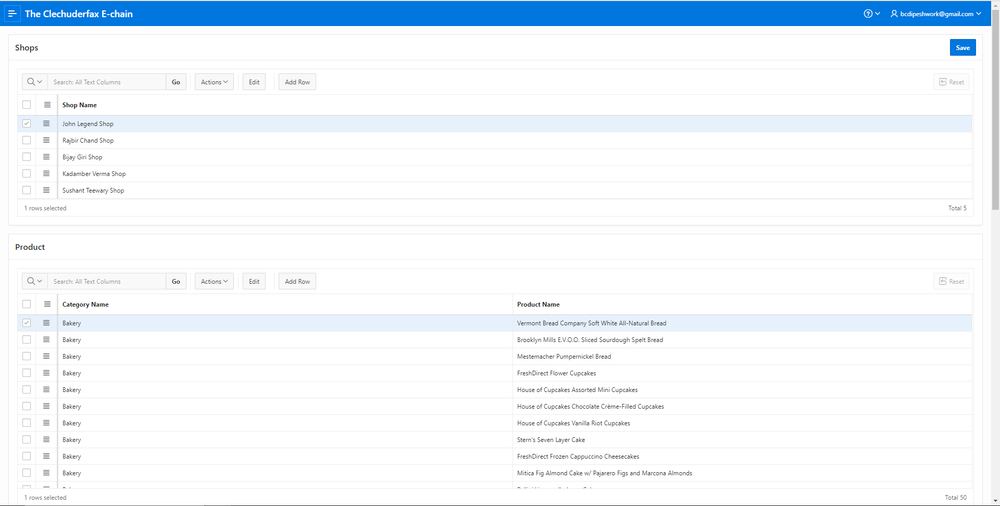 The Clechuderfax E-chain
bcdipeshwork@gmail.com
Shops
Save
Search: All Text Columns
Go
Actions
Edit
Add Row
Reset
Shop Name
John Legend Shop
Rajbir Chand Shop
Bijay Giri Shop
Kadamber Verma Shop
Sushant Teewary Shop
1 rows selected
Total 5
Product
Search: All Text Columns
Go
Actions
Edit
Add Row
Reset
Category Name Product Name
Bakery Vermont Bread Company Soft White All-Natural Bread
Bakery Brooklyn Mills E.V.O.O. Sliced Sourdough Spelt Bread
Bakery Mestemacher Pumpernickel Bread
Bakery FreshDirect Flower Cupcakes
Bakery House of Cupcakes Assorted Mini Cupcakes
Bakery House of Cupcakes Chocolate Crème-Filled Cupcakes
Bakery House of Cupcakes Vanilla Riot Cupcakes
Bakery Stern's Seven Layer Cake
Bakery FreshDirect Frozen Cappuccino Cheesecakes
Bakery Mitica Fig Almond Cake w/ Pajarero Figs and Marcona Almonds
1 rows selected
Total 50